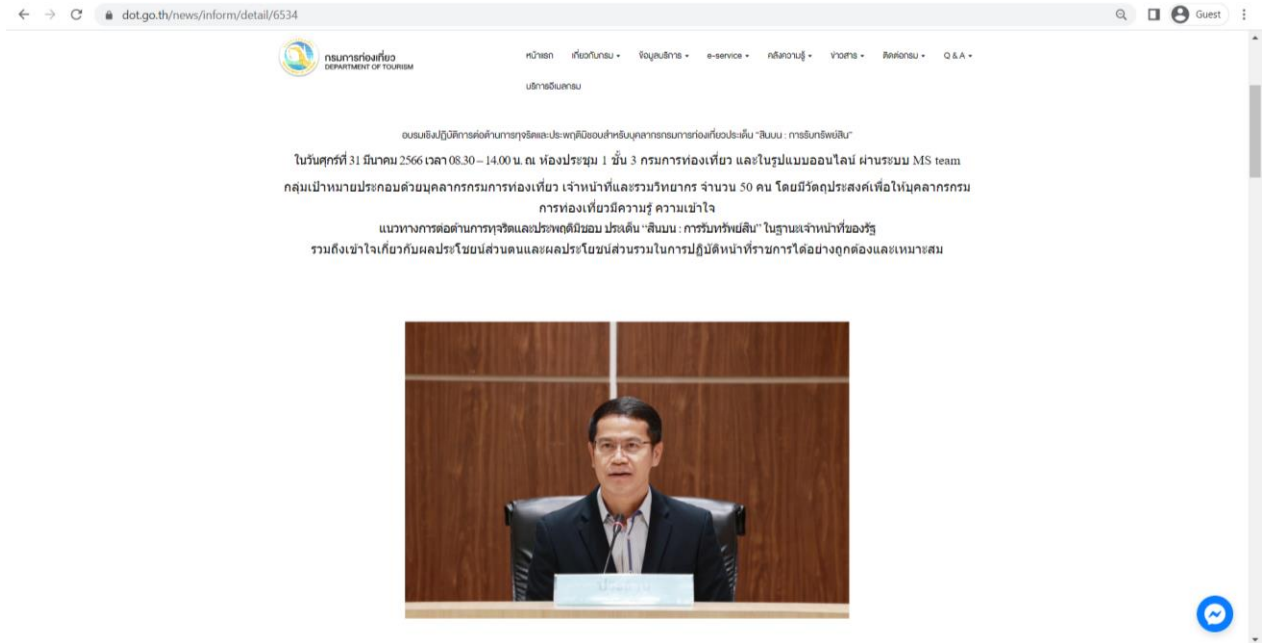 dot.go.th/news/inform/detail/6534
Guest
กรมการท่องเที่ยว
DEPARTMENT OF TOURISM
หน้าแรก เกี่ยวกับกรม ข้อมูลบริการ e-service คลังความรู้ ข่าวสาร ติดต่อกรม Q & A
บริการอีเมลกรม
อบรมเชิงปฏิบัติการต่อต้านการทุจริตและประพฤติมิชอบสำหรับบุคลากรกรมการท่องเที่ยวประเด็น "สินบน : การรับทรัพย์สิน"
ในวันศุกร์ที่ 31 มีนาคม 2566 เวลา 08.30 – 14.00 น. ณ ห้องประชุม 1 ชั้น 3 กรมการท่องเที่ยว และในรูปแบบออนไลน์ ผ่านระบบ MS team
กลุ่มเป้าหมายประกอบด้วยบุคลากรกรมการท่องเที่ยว เจ้าหน้าที่และรวมวิทยากร จำนวน 50 คน โดยมีวัตถุประสงค์เพื่อให้บุคลากรกรม
การท่องเที่ยวมีความรู้ ความเข้าใจ
แนวทางการต่อต้านการทุจริตและประพฤติมิชอบ ประเด็น "สินบน : การรับทรัพย์สิน" ในฐานะเจ้าหน้าที่ของรัฐ
รวมถึงเข้าใจเกี่ยวกับผลประโยชน์ส่วนตนและผลประโยชน์ส่วนรวมในการปฏิบัติหน้าที่ราชการได้อย่างถูกต้องและเหมาะสม
ประธาน